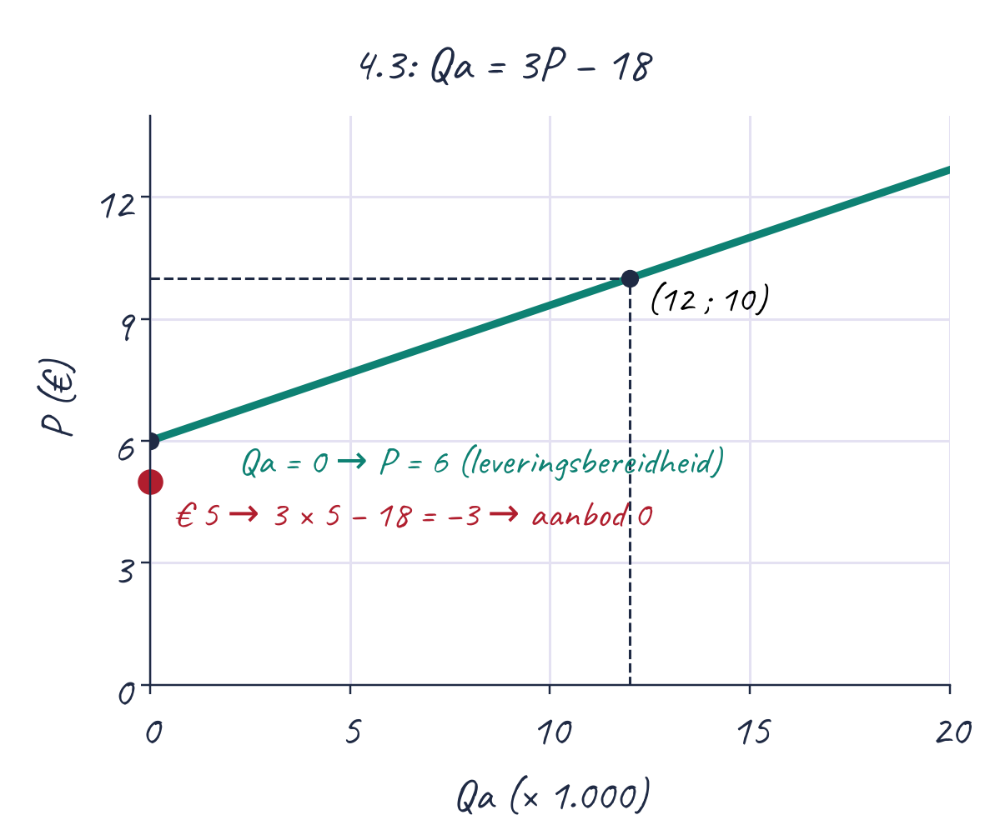 4.3: Qa = 3P – 18
12
9
6
3
0
P (€)
(12 ; 10)
Qa = 0 → P = 6 (leveringsbereidheid)
€ 5 → 3 × 5 – 18 = –3 → aanbod 0
0 5 10 15 20
Qa (× 1.000)